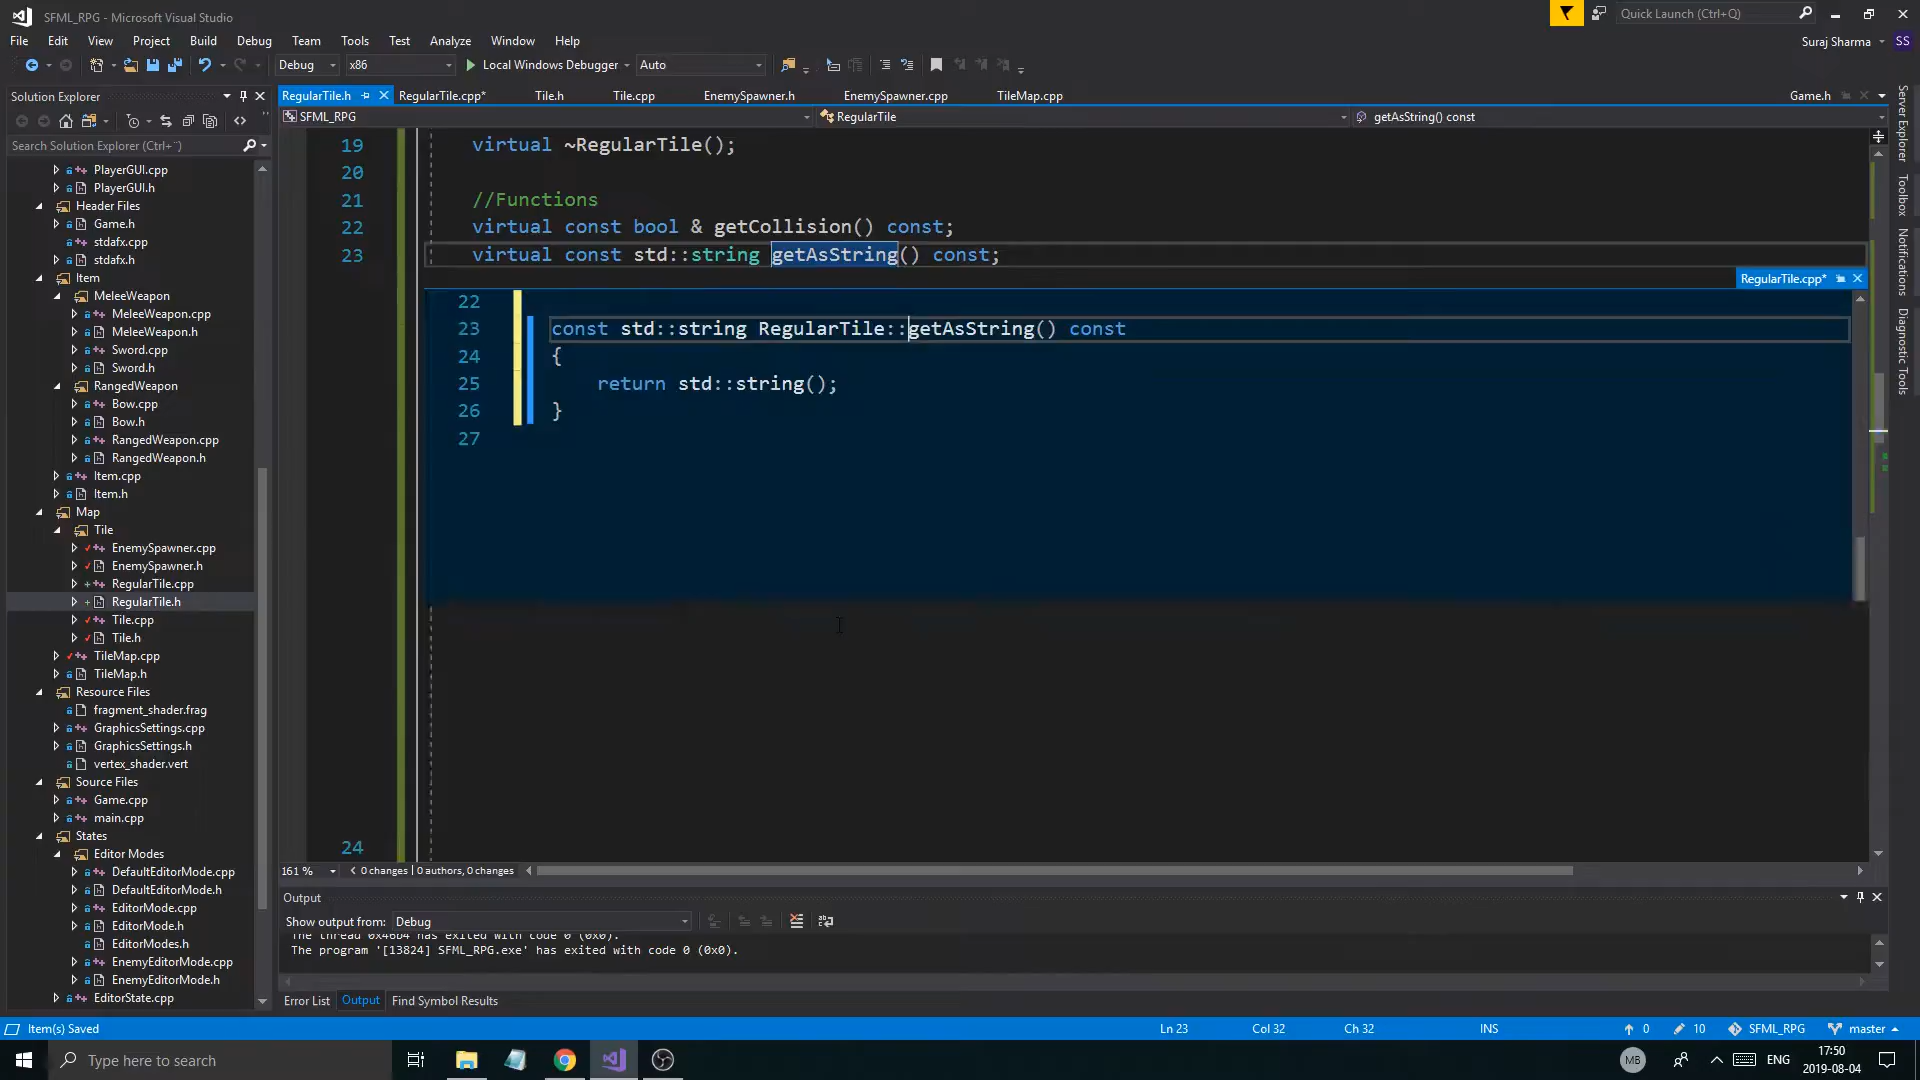 SFML_RPG - Microsoft Visual Studio
Quick Launch (Ctrl+Q)
File Edit View Project Build Debug Team Tools Test Analyze Window Help
Suraj Sharma SS
Debug x86 Local Windows Debugger Auto
Solution Explorer
RegularTile.h RegularTile.cpp* Tile.h Tile.cpp EnemySpawner.h EnemySpawner.cpp TileMap.cpp Game.h
SFML_RPG RegularTile getAsString() const
Search Solution Explorer (Ctrl+¨)
PlayerGUI.cpp
PlayerGUI.h
Header Files
Game.h
stdafx.cpp
stdafx.h
Item
MeleeWeapon
MeleeWeapon.cpp
MeleeWeapon.h
Sword.cpp
Sword.h
RangedWeapon
Bow.cpp
Bow.h
RangedWeapon.cpp
RangedWeapon.h
Item.cpp
Item.h
Map
Tile
EnemySpawner.cpp
EnemySpawner.h
RegularTile.cpp
RegularTile.h
Tile.cpp
Tile.h
TileMap.cpp
TileMap.h
Resource Files
fragment_shader.frag
GraphicsSettings.cpp
GraphicsSettings.h
vertex_shader.vert
Source Files
Game.cpp
main.cpp
States
Editor Modes
DefaultEditorMode.cpp
DefaultEditorMode.h
EditorMode.cpp
EditorMode.h
EditorModes.h
EnemyEditorMode.cpp
EnemyEditorMode.h
EditorState.cpp
19 virtual ~RegularTile();
20
21 //Functions
22 virtual const bool & getCollision() const;
23 virtual const std::string getAsString() const;
RegularTile.cpp*
22
23 const std::string RegularTile::getAsString() const
24 {
25 return std::string();
26 }
27
24
161 % 0 changes | 0 authors, 0 changes
Output
Show output from: Debug
The thread 0x46b4 has exited with code 0 (0x0).
The program '[13824] SFML_RPG.exe' has exited with code 0 (0x0).
Error List Output Find Symbol Results
Server Explorer
Toolbox
Notifications
Diagnostic Tools
Item(s) Saved Ln 23 Col 32 Ch 32 INS 0 10 SFML_RPG master
Type here to search
MB ENG 17:50
2019-08-04